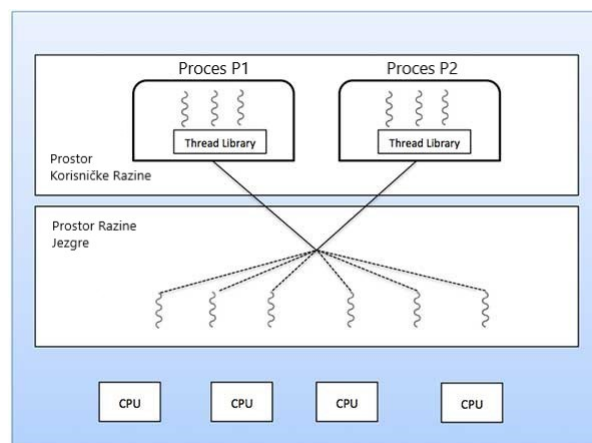 Proces P1
Proces P2
Thread Library
Thread Library
Prostor
Korisničke Razine
Prostor Razine
Jezgre
CPU
CPU
CPU
CPU